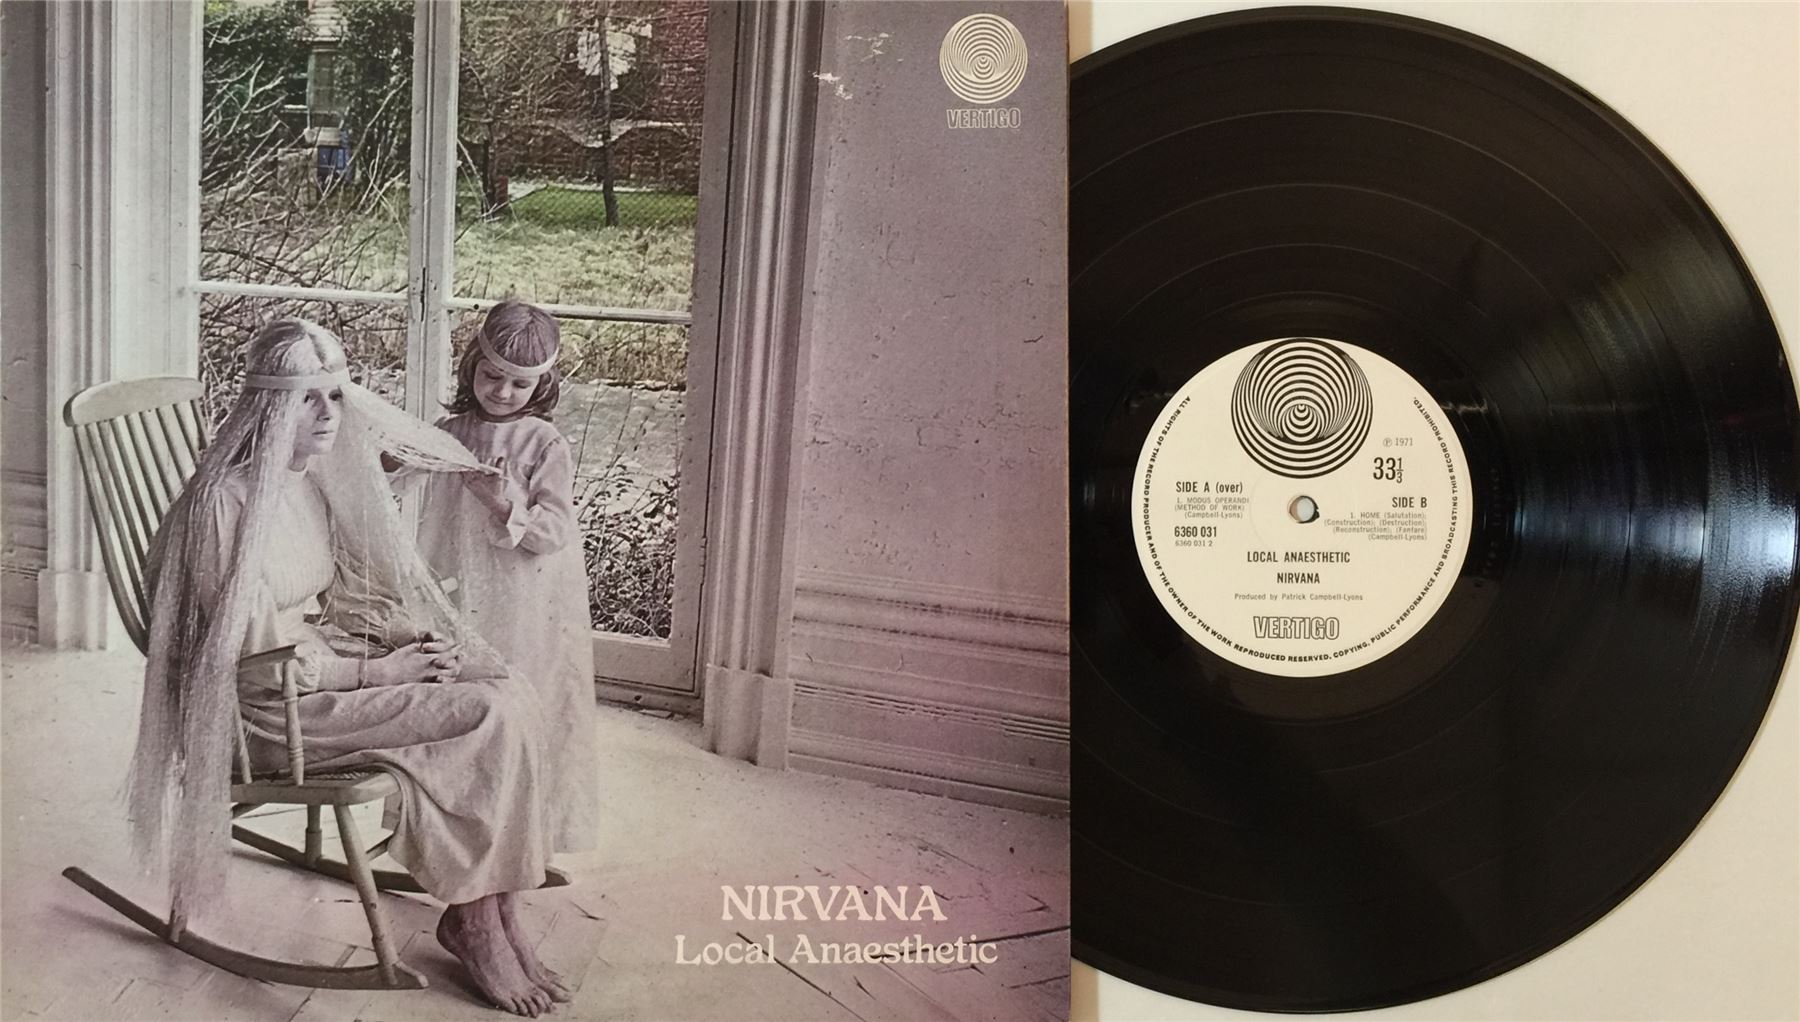 VERTIGO
NIRVANA
Local Anaesthetic
ALL RIGHTS OF THE RECORD PRODUCER AND OF THE OWNER OF THE WORK REPRODUCED RESERVED. COPYING, PUBLIC PERFORMANCE AND BROADCASTING THIS RECORD PROHIBITED.
℗ 1971
33 1/3
SIDE A (over)
1. MODUS OPERANDI
(METHOD OF WORK)
(Campbell-Lyons)
6360 031
6360 031 2
SIDE B
1. HOME (Salutation);
(Construction); (Destruction);
(Reconstruction); (Fanfare)
(Campbell-Lyons)
LOCAL ANAESTHETIC
NIRVANA
Produced by Patrick Campbell-Lyons
VERTIGO